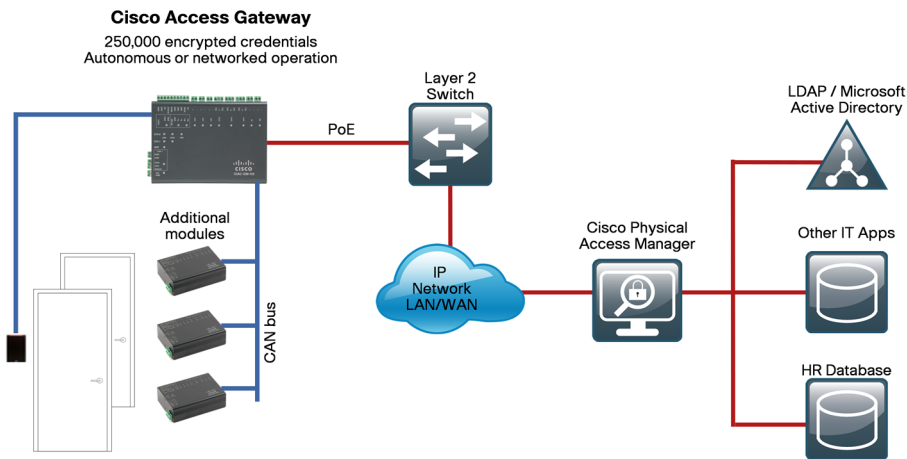 Cisco Access Gateway
250,000 encrypted credentials
Autonomous or networked operation
PoE
Layer 2
Switch
LDAP / Microsoft
Active Directory
CISCO
Additional
modules
CAN bus
IP
Network
LAN/WAN
Cisco Physical
Access Manager
Other IT Apps
HR Database